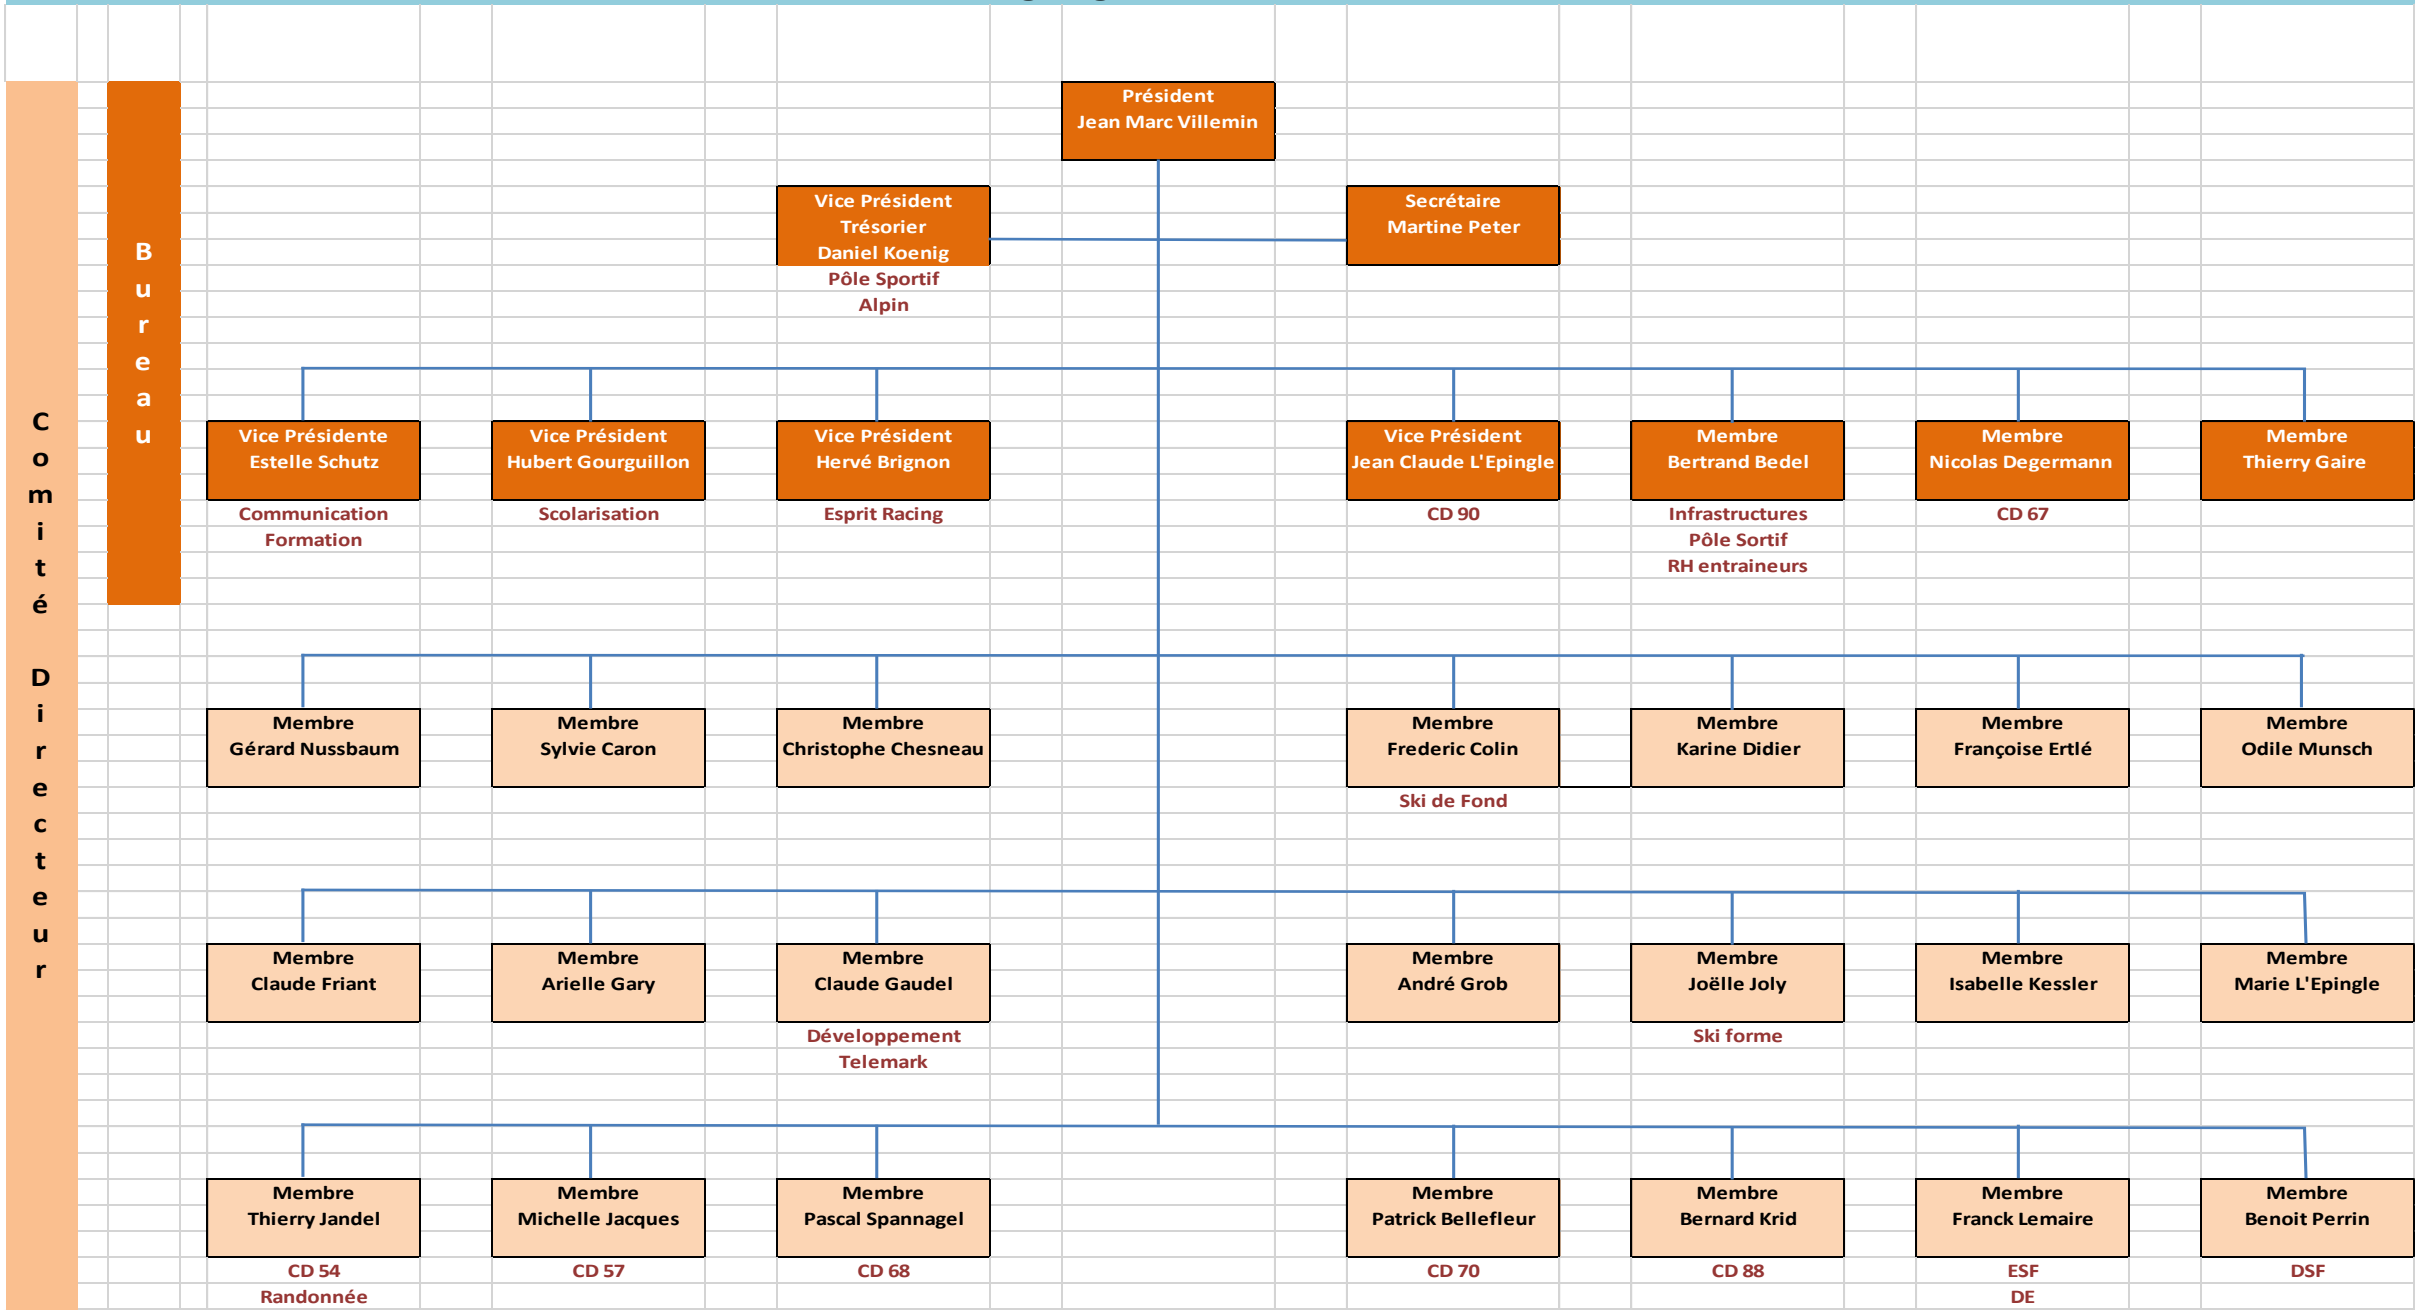 Président
Jean Marc Villemin
Vice Président
Trésorier
Daniel Koenig
Pôle Sportif
Alpin
Secrétaire
Martine Peter
Bureau
Comité Directeur
Vice Présidente
Estelle Schutz
Communication
Formation
Vice Président
Hubert Gourguillon
Scolarisation
Vice Président
Hervé Brignon
Esprit Racing
Vice Président
Jean Claude L'Epingle
CD 90
Membre
Bertrand Bedel
Infrastructures
Pôle Sortif
RH entraineurs
Membre
Nicolas Degermann
CD 67
Membre
Thierry Gaire
Membre
Gérard Nussbaum
Membre
Sylvie Caron
Membre
Christophe Chesneau
Membre
Frederic Colin
Ski de Fond
Membre
Karine Didier
Membre
Françoise Ertlé
Membre
Odile Munsch
Membre
Claude Friant
Membre
Arielle Gary
Membre
Claude Gaudel
Développement
Telemark
Membre
André Grob
Membre
Joëlle Joly
Ski forme
Membre
Isabelle Kessler
Membre
Marie L'Epingle
Membre
Thierry Jandel
CD 54
Randonnée
Membre
Michelle Jacques
CD 57
Membre
Pascal Spannagel
CD 68
Membre
Patrick Bellefleur
CD 70
Membre
Bernard Krid
CD 88
Membre
Franck Lemaire
ESF
DE
Membre
Benoit Perrin
DSF